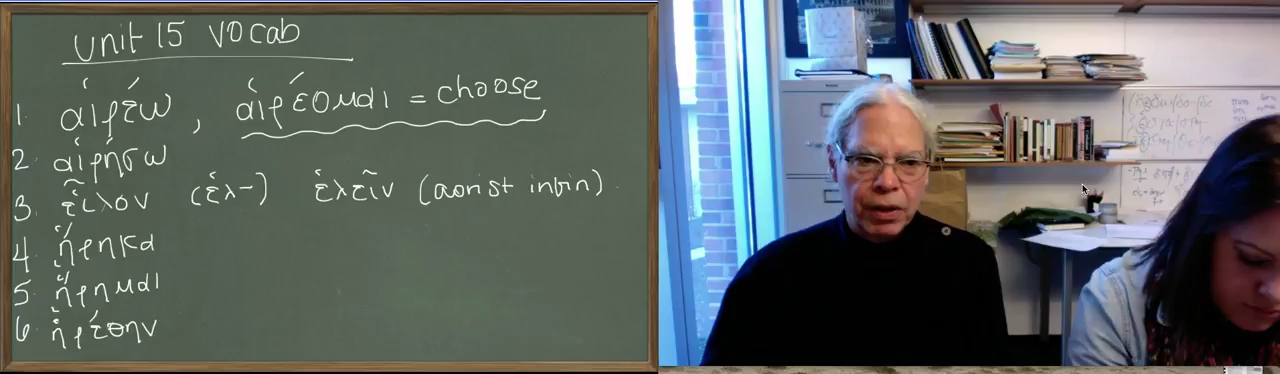 Unit 15 vocab
1. αἱρέω, αἱρέομαι = choose
2. αἱρήσω
3. εἷλον (ἑλ-) ἑλεῖν (aorist infin).
4. ᾕρηκα
5. ᾕρημαι
6. ᾑρέθην